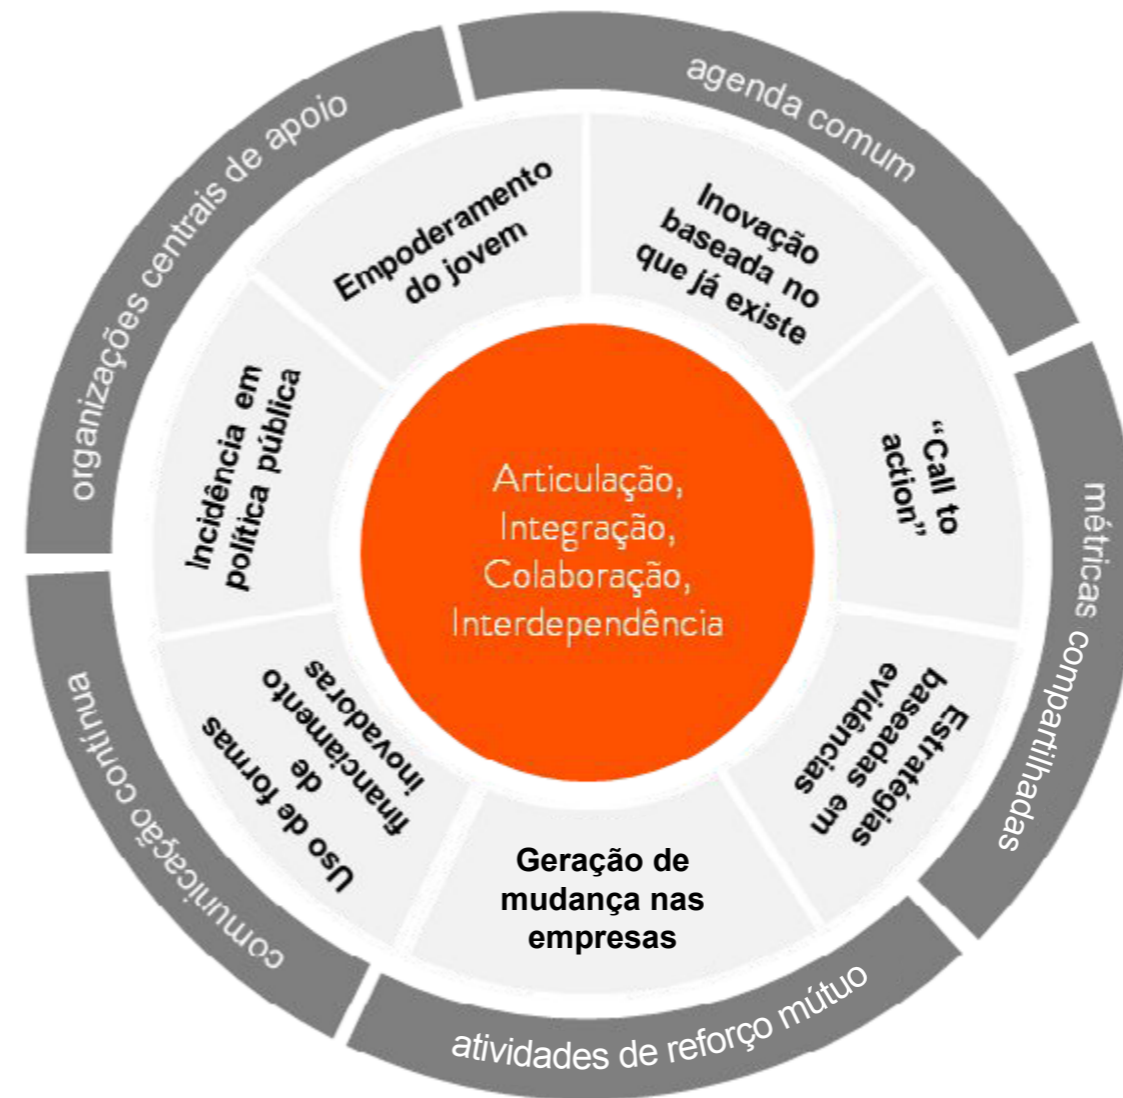 agenda comum
métricas compartilhadas
atividades de reforço mútuo
comunicação contínua
organizações centrais de apoio
Inovação
baseada no
que já existe
“Call to
action”
Estratégias
baseadas em
evidências
Geração de
mudança nas
empresas
Uso de formas
de
financiamento
inovadoras
Incidência em
política pública
Empoderamento
do jovem
Articulação,
Integração,
Colaboração,
Interdependência